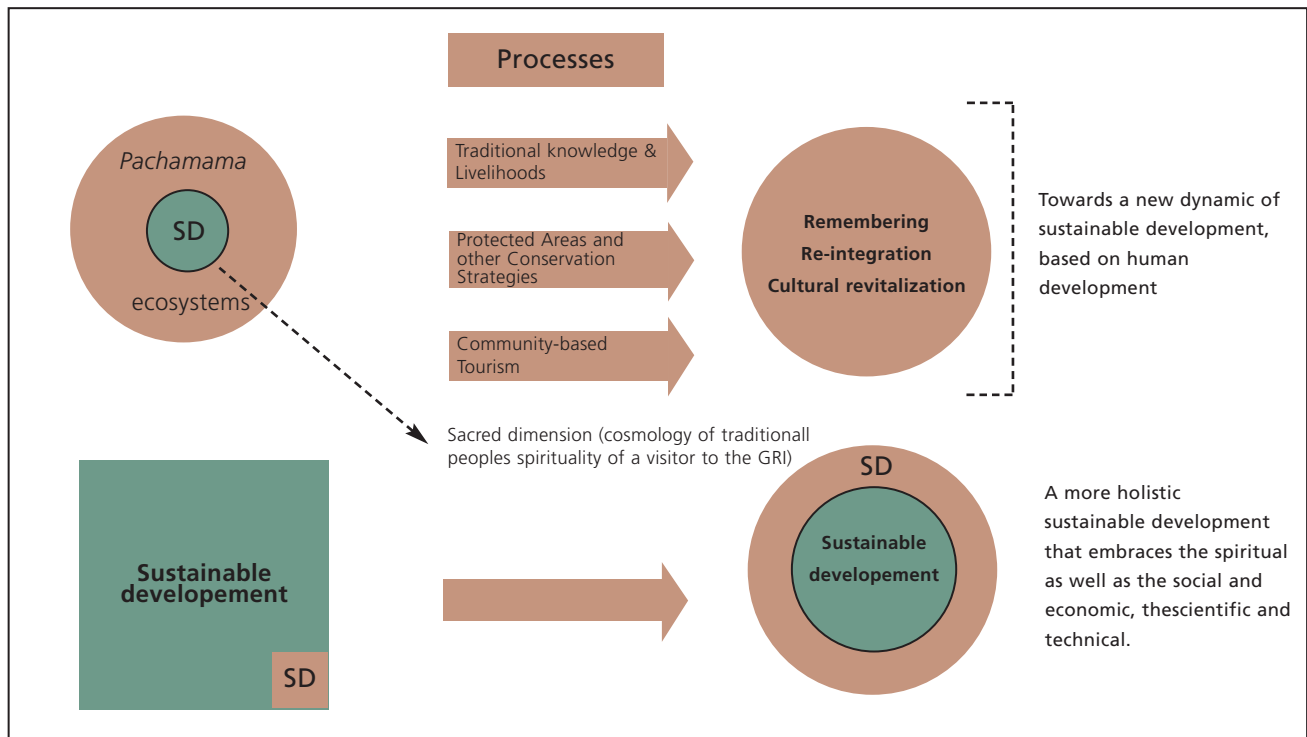 Processes
Pachamama
SD
ecosystems
Traditional knowledge &
Livelihoods
Protected Areas and
other Conservation
Strategies
Community-based
Tourism
Remembering
Re-integration
Cultural revitalization
Towards a new dynamic of
sustainable development,
based on human
development
Sacred dimension (cosmology of traditionall
peoples spirituality of a visitor to the GRI)
Sustainable
developement
SD
SD
Sustainable
developement
A more holistic
sustainable development
that embraces the spiritual
as well as the social and
economic, thescientific and
technical.